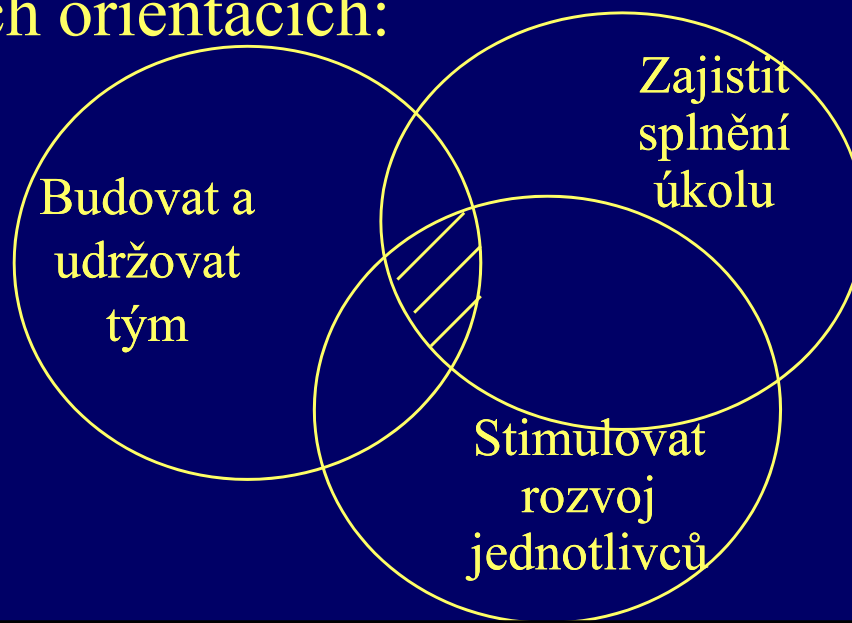 ch orientacích:
Zajistit
splnění
úkolu
Budovat a
udržovat
tým
Stimulovat
rozvoj
jednotlivců